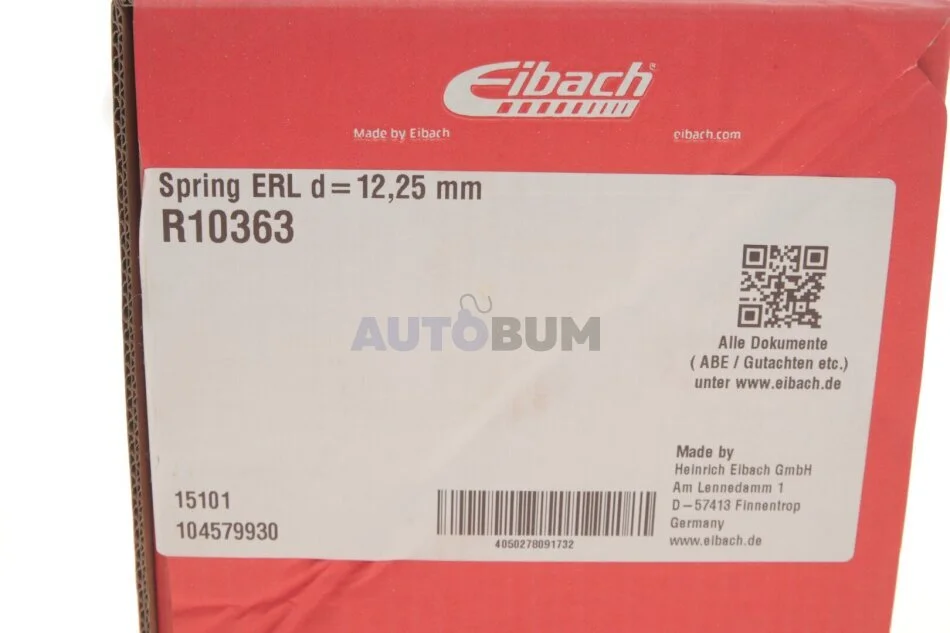 Eibach®
Made by Eibach
eibach.com
Spring ERL d=12,25 mm
R10363
AUTOBUM
Alle Dokumente
( ABE / Gutachten etc.)
unter www.eibach.de
Made by
Heinrich Eibach GmbH
Am Lennedamm 1
D-57413 Finnentrop
Germany
www.eibach.de
15101
104579930
4050278091732